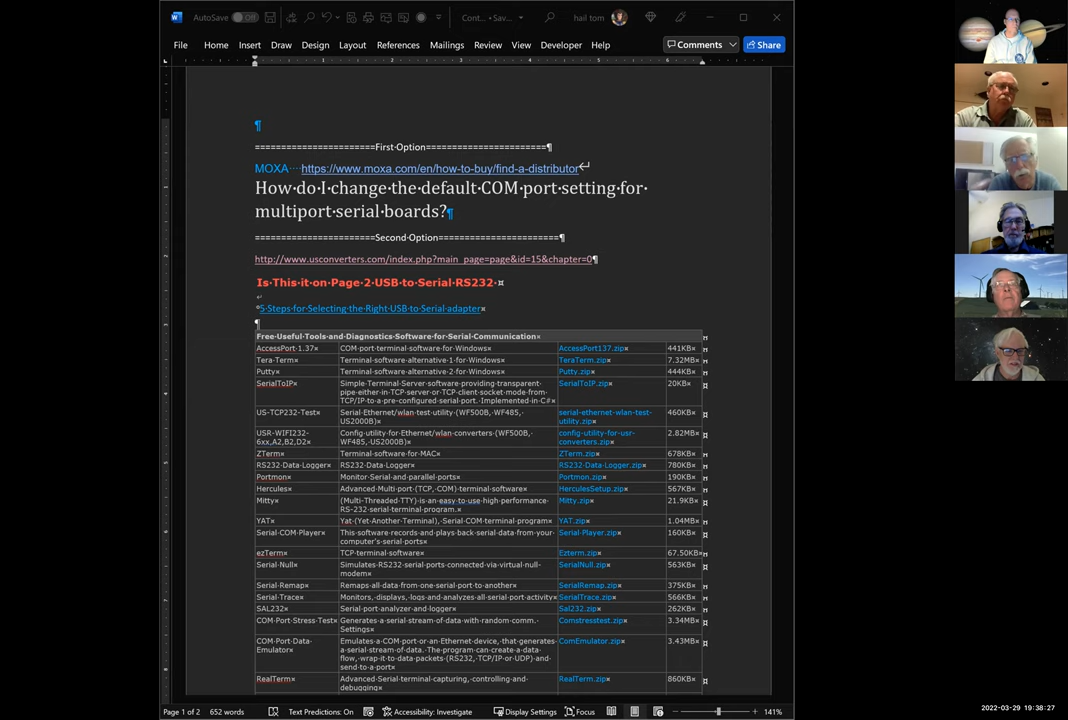 AutoSave Off Cont... • Sav... hail tom
File Home Insert Draw Design Layout References Mailings Review View Developer Help Comments Share
¶
=======================First·Option=======================¶
MOXA····https://www.moxa.com/en/how-to-buy/find-a-distributor↵
How·do·I·change·the·default·COM·port·setting·for·
multiport·serial·boards?¶
=======================Second·Option=======================¶
http://www.usconverters.com/index.php?main_page=page&id=15&chapter=0¶
Is·This·it·on·Page·2·USB·to·Serial·RS232·¤
↵
°5·Steps·for·Selecting·the·Right·USB·to·Serial·adapter¤
¶
Free·Useful·Tools·and·Diagnostics·Software·for·Serial·Communication¤
AccessPort·1.37¤ COM·port·terminal·software·for·Windows¤ AccessPort137.zip¤ 441KB¤
Tera·Term¤ Terminal·software·alternative·1·for·Windows¤ TeraTerm.zip¤ 7.32MB¤
Putty¤ Terminal·software·alternative·2·for·Windows¤ Putty.zip¤ 444KB¤
SerialToIP¤ Simple·Terminal·Server·software·providing·transparent· SerialToIP.zip¤ 20KB¤
pipe·either·in·TCP·server·or·TCP·client·socket·mode·from·
TCP/IP·to·a·pre-configured·serial·port.·Implemented·in·C#¤
US-TCP232-Test¤ Serial·Ethernet/wlan·test·utility·(WF500B,·WF485,· serial-ethernet-wlan-test- 460KB¤
US2000B)¤ utility.zip¤
USR-WIFI232- Config·utility·for·Ethernet/wlan·converters·(WF500B,· config-utility-for-usr- 2.82MB¤
6xx,A2,B2,D2¤ WF485,·US2000B)¤ converters.zip¤
ZTerm¤ Terminal·software·for·MAC¤ ZTerm.zip¤ 678KB¤
RS232·Data·Logger¤ RS232·Data·Logger¤ RS232-Data-Logger.zip¤ 780KB¤
Portmon¤ Monitor·Serial·and·parallel·ports¤ Portmon.zip¤ 190KB¤
Hercules¤ Advanced·Multi·port·(TCP,·COM)·terminal·software¤ HerculesSetup.zip¤ 567KB¤
Mitty¤ (Multi-Threaded·TTY)·is·an·easy·to·use·high·performance· Mitty.zip¤ 21.9KB¤
RS-232·serial·terminal·program.¤
YAT¤ Yat·(Yet·Another·Terminal),·Serial·COM·terminal·program¤ YAT.zip¤ 1.04MB¤
Serial·COM·Player¤ This·software·records·and·plays·back·serial·data·from·your· Serial·Player.zip¤ 160KB¤
computer's·serial·ports¤
ezTerm¤ TCP·terminal·software¤ Ezterm.zip¤ 67.50KB¤
Serial·Null¤ Simulates·RS232·serial·ports·connected·via·virtual·null- SerialNull.zip¤ 563KB¤
modem¤
Serial·Remap¤ Remaps·all·data·from·one·serial·port·to·another¤ SerialRemap.zip¤ 375KB¤
Serial·Trace¤ Monitors,·displays,·logs·and·analyzes·all·serial·port·activity¤ SerialTrace.zip¤ 566KB¤
SAL232¤ Serial·port·analyzer·and·logger¤ Sal232.zip¤ 262KB¤
COM·Port·Stress·Test¤ Generates·a·serial·stream·of·data·with·random·comm.· Comstresstest.zip¤ 3.34MB¤
Settings¤
COM·Port·Data· Emulates·a·COM·port·or·an·Ethernet·device,·that·generates· ComEmulator.zip¤ 3.43MB¤
Emulator¤ a·serial·stream·of·data.·The·program·can·create·a·data·
flow,·wrap·it·to·data·packets·(RS232,·TCP/IP·or·UDP)·and·
send·to·a·port¤
RealTerm¤ Advanced·Serial·terminal·capturing,·controlling·and· RealTerm.zip¤ 860KB¤
debugging¤
Page 1 of 2 652 words Text Predictions: On Accessibility: Investigate Display Settings Focus 141%
2022-03-29 19:38:27